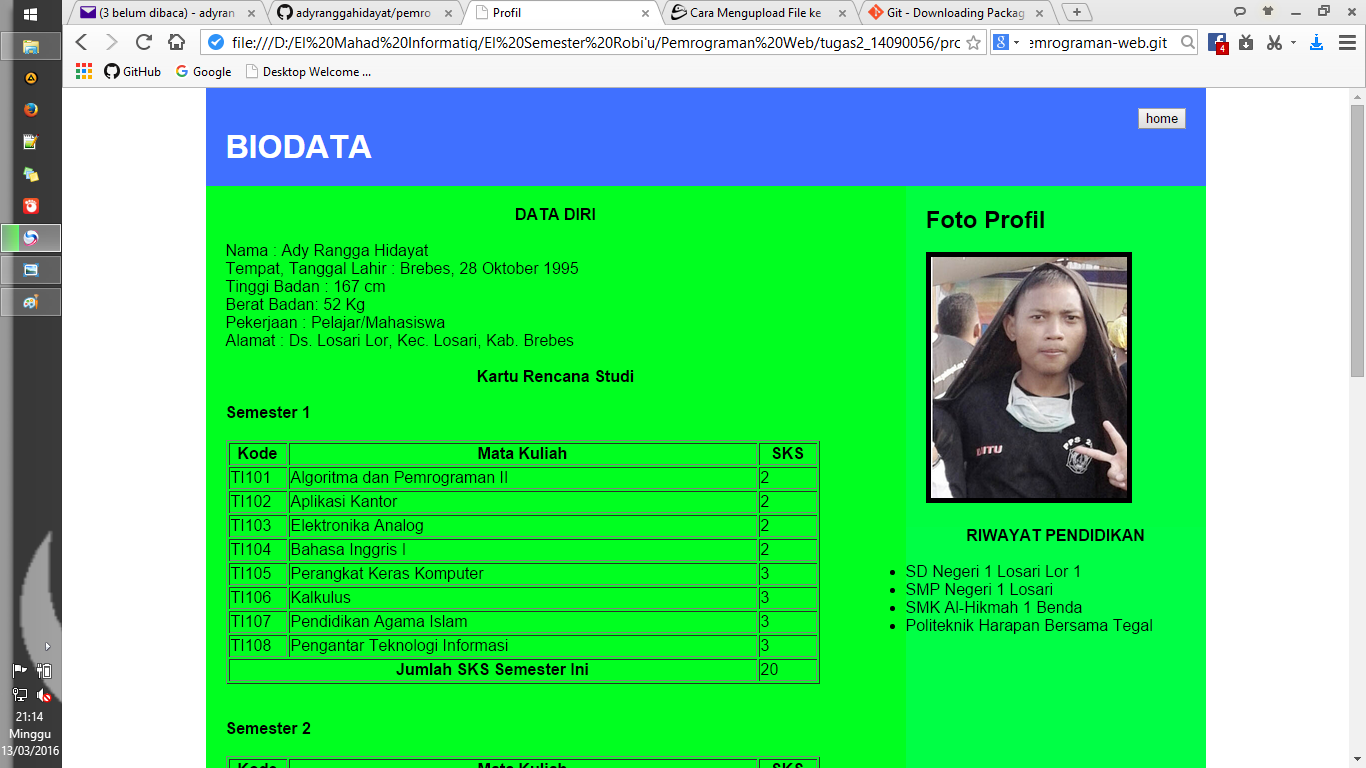 (3 belum dibaca) - adyran
adyranggahidayat/pemro
Profil
Cara Mengupload File ke
Git - Downloading Packag
file:///D:/El%20Mahad%20Informatiq/El%20Semester%20Robi'u/Pemrograman%20Web/tugas2_14090056/pro
emrograman-web.git
4
GitHub
Google
Desktop Welcome ...
home
BIODATA
DATA DIRI
Nama : Ady Rangga Hidayat
Tempat, Tanggal Lahir : Brebes, 28 Oktober 1995
Tinggi Badan : 167 cm
Berat Badan: 52 Kg
Pekerjaan : Pelajar/Mahasiswa
Alamat : Ds. Losari Lor, Kec. Losari, Kab. Brebes
Kartu Rencana Studi
Semester 1
Kode Mata Kuliah SKS
TI101 Algoritma dan Pemrograman II 2
TI102 Aplikasi Kantor 2
TI103 Elektronika Analog 2
TI104 Bahasa Inggris I 2
TI105 Perangkat Keras Komputer 3
TI106 Kalkulus 3
TI107 Pendidikan Agama Islam 3
TI108 Pengantar Teknologi Informasi 3
Jumlah SKS Semester Ini 20
Semester 2
Kode Mata Kuliah SKS
Foto Profil
PPS 2
RIWAYAT PENDIDIKAN
SD Negeri 1 Losari Lor 1
SMP Negeri 1 Losari
SMK Al-Hikmah 1 Benda
Politeknik Harapan Bersama Tegal
21:14
Minggu
13/03/2016